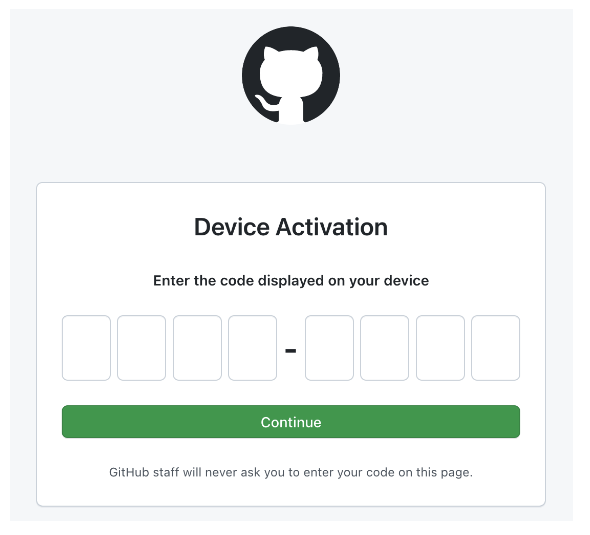 Device Activation
Enter the code displayed on your device
-
Continue
GitHub staff will never ask you to enter your code on this page.